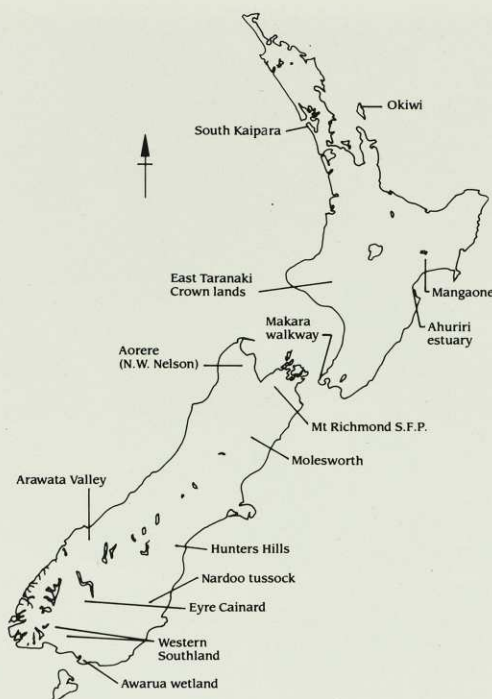 Okiwi
South Kaipara
East Taranaki
Crown lands
Mangaone
Makara
walkway
Ahuriri
estuary
Aorere
(N.W. Nelson)
Mt Richmond S.F.P.
Molesworth
Arawata Valley
Hunters Hills
Nardoo tussock
Eyre Cainard
Western
Southland
Awarua wetland